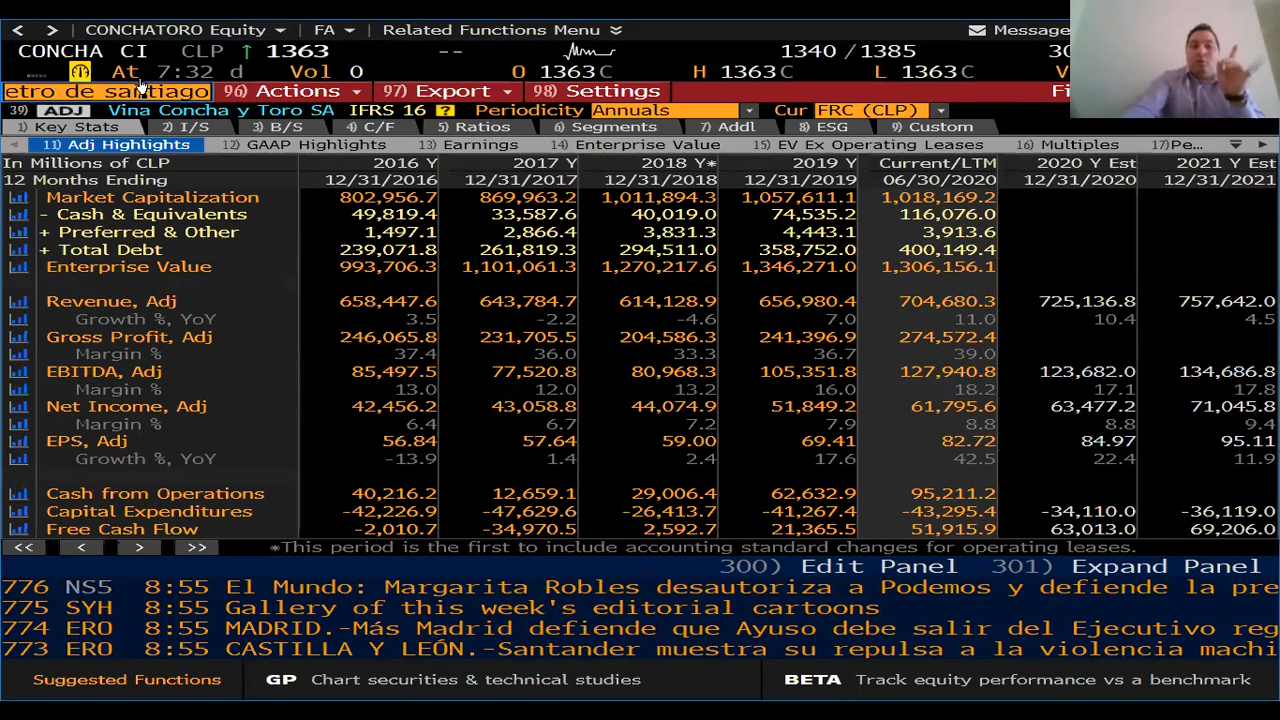 < > CONCHATORO Equity FA Related Functions Menu Message
CONCHA CI CLP ↑ 1363 -- 1340 / 1385 30
At 7:32 d Vol 0 O 1363C H 1363C L 1363C
etro de santiago 96) Actions 97) Export 98) Settings Fi
39) ADJ Vina Concha y Toro SA IFRS 16 ? Periodicity Annuals Cur FRC (CLP)
1) Key Stats 2) I/S 3) B/S 4) C/F 5) Ratios 6) Segments 7) Addl 8) ESG 9) Custom
11) Adj Highlights 12) GAAP Highlights 13) Earnings 14) Enterprise Value 15) EV Ex Operating Leases 16) Multiples 17)Pe...
In Millions of CLP 2016 Y 2017 Y 2018 Y* 2019 Y Current/LTM 2020 Y Est 2021 Y Est
12 Months Ending 12/31/2016 12/31/2017 12/31/2018 12/31/2019 06/30/2020 12/31/2020 12/31/2021
Market Capitalization 802,956.7 869,963.2 1,011,894.3 1,057,611.1 1,018,169.2
- Cash & Equivalents 49,819.4 33,587.6 40,019.0 74,535.2 116,076.0
+ Preferred & Other 1,497.1 2,866.4 3,831.3 4,443.1 3,913.6
+ Total Debt 239,071.8 261,819.3 294,511.0 358,752.0 400,149.4
Enterprise Value 993,706.3 1,101,061.3 1,270,217.6 1,346,271.0 1,306,156.1
Revenue, Adj 658,447.6 643,784.7 614,128.9 656,980.4 704,680.3 725,136.8 757,642.0
Growth %, YoY 3.5 -2.2 -4.6 7.0 11.0 10.4 4.5
Gross Profit, Adj 246,065.8 231,705.5 204,586.3 241,396.9 274,572.4
Margin % 37.4 36.0 33.3 36.7 39.0
EBITDA, Adj 85,497.5 77,520.8 80,968.3 105,351.8 127,940.8 123,682.0 134,686.8
Margin % 13.0 12.0 13.2 16.0 18.2 17.1 17.8
Net Income, Adj 42,456.2 43,058.8 44,074.9 51,849.2 61,795.6 63,477.2 71,045.8
Margin % 6.4 6.7 7.2 7.9 8.8 8.8 9.4
EPS, Adj 56.84 57.64 59.00 69.41 82.72 84.97 95.11
Growth %, YoY -13.9 1.4 2.4 17.6 42.5 22.4 11.9
Cash from Operations 40,216.2 12,659.1 29,006.4 62,632.9 95,211.2
Capital Expenditures -42,226.9 -47,629.6 -26,413.7 -41,267.4 -43,295.4 -34,110.0 -36,119.0
Free Cash Flow -2,010.7 -34,970.5 2,592.7 21,365.5 51,915.9 63,013.0 69,206.0
<< < > >> *This period is the first to include accounting standard changes for operating leases.
300) Edit Panel 301) Expand Panel
776 NS5 8:55 El Mundo: Margarita Robles desautoriza a Podemos y defiende la pre
775 SYH 8:55 Gallery of this week's editorial cartoons
774 ERO 8:55 MADRID.-Más Madrid defiende que Ayuso debe salir del Ejecutivo reg
773 ERO 8:55 CASTILLA Y LEÓN.-Santander muestra su repulsa a la violencia machi
Suggested Functions GP Chart securities & technical studies BETA Track equity performance vs a benchmark